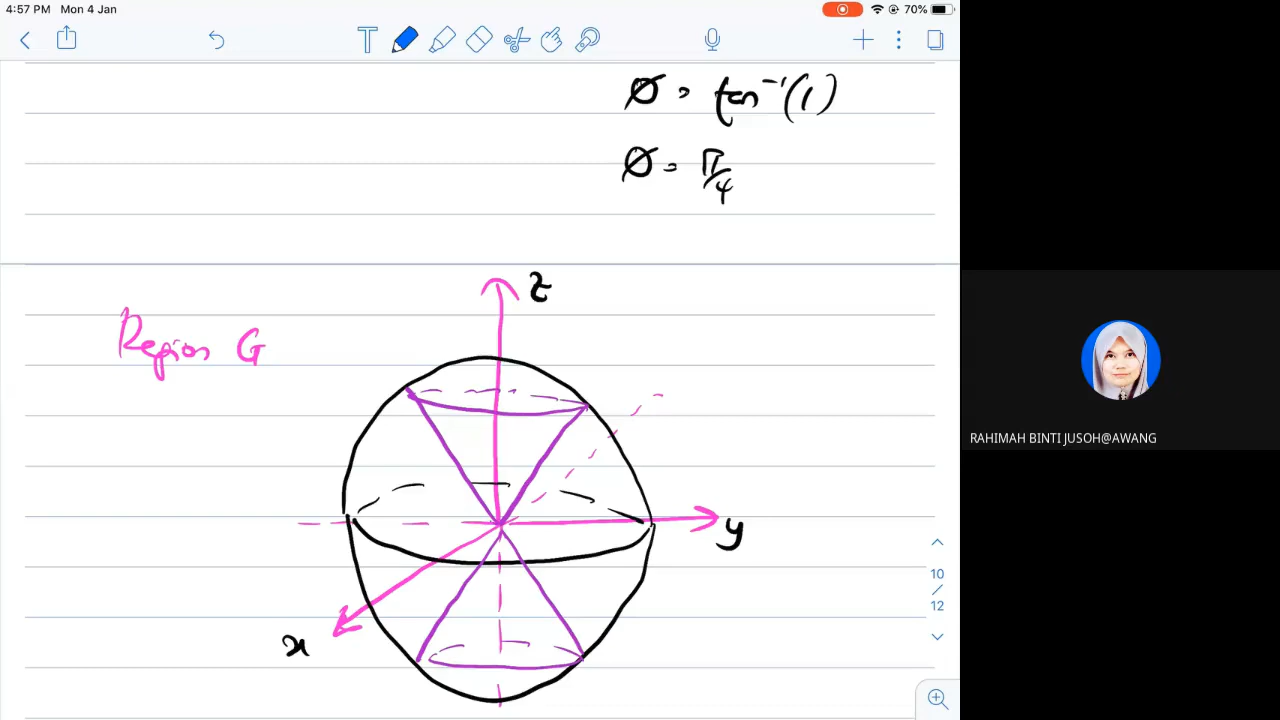 4:57 PM Mon 4 Jan
70%
T
Ø = tan⁻¹(1)
Ø = π/4
z
Region G
y
x
10
/
12
RAHIMAH BINTI JUSOH@AWANG